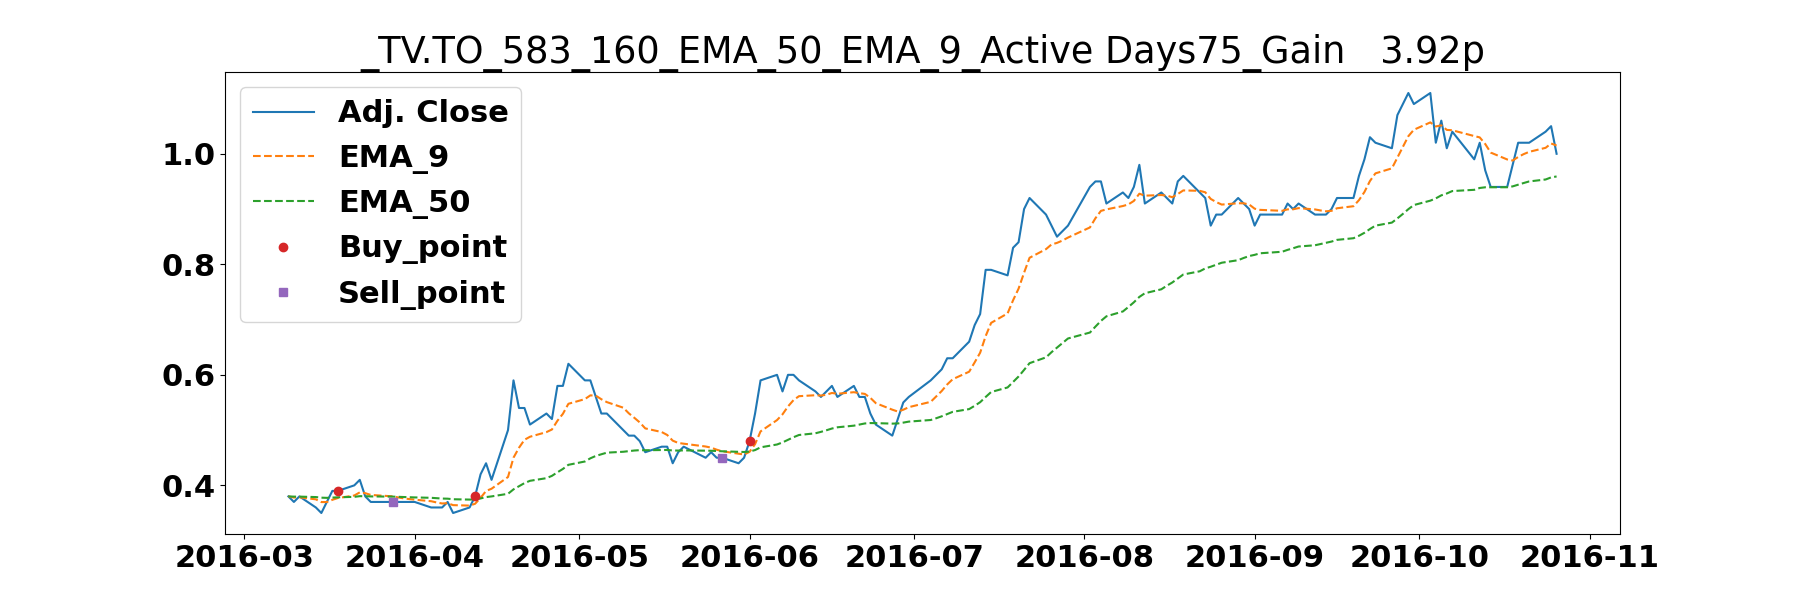 _TV.TO_583_160_EMA_50_EMA_9_Active Days75_Gain   3.92p
Adj. Close
EMA_9
EMA_50
Buy_point
Sell_point
1.0
0.8
0.6
0.4
2016-03 2016-04 2016-05 2016-06 2016-07 2016-08 2016-09 2016-10 2016-11